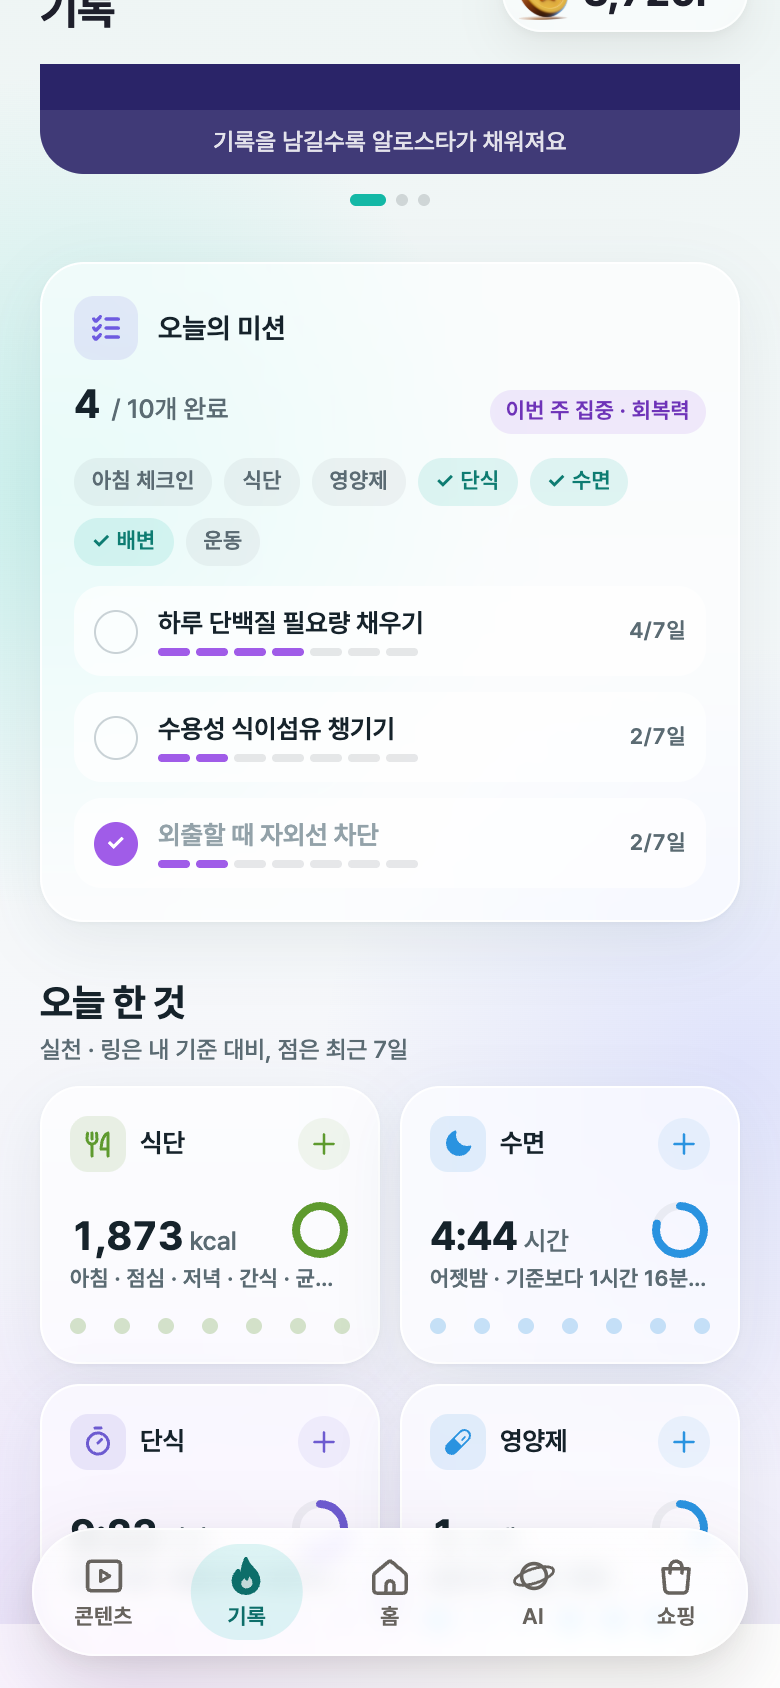 기록
기록을 남길수록 알로스타가 채워져요
오늘의 미션
4 / 10개 완료
이번 주 집중 · 회복력
아침 체크인 식단 영양제 단식 수면
배변 운동
하루 단백질 필요량 채우기
4/7일
수용성 식이섬유 챙기기
2/7일
외출할 때 자외선 차단
2/7일
오늘 한 것
실천 · 링은 내 기준 대비, 점은 최근 7일
식단
1,873 kcal
아침 · 점심 · 저녁 · 간식 · 균...
수면
4:44 시간
어젯밤 · 기준보다 1시간 16분...
단식
영양제
콘텐츠 기록 홈 AI 쇼핑